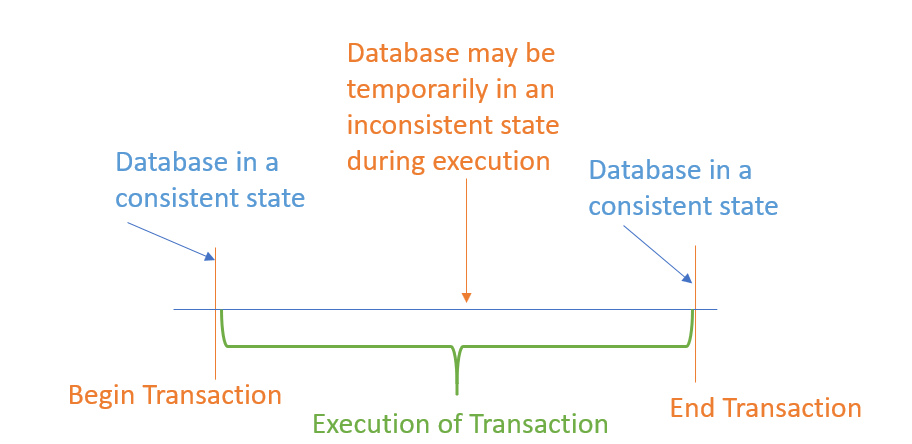 Database may be
temporarily in an
inconsistent state
during execution
Database in a
consistent state
Database in a
consistent state
Begin Transaction
Execution of Transaction
End Transaction